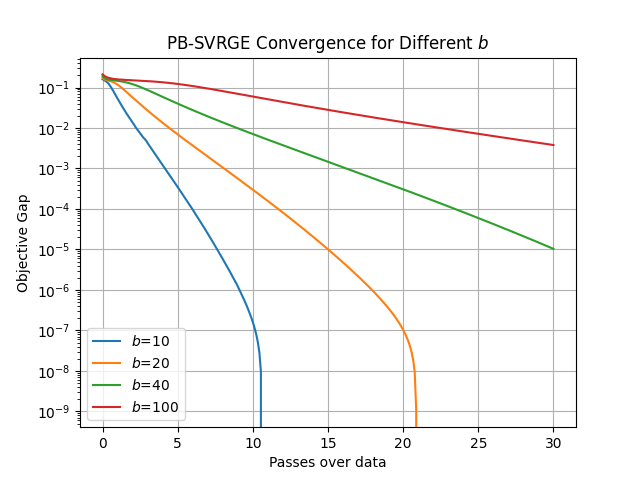 PB-SVRGE Convergence for Different b
Objective Gap
10⁻¹
10⁻²
10⁻³
10⁻⁴
10⁻⁵
10⁻⁶
10⁻⁷
10⁻⁸
10⁻⁹
b=10
b=20
b=40
b=100
0 5 10 15 20 25 30
Passes over data